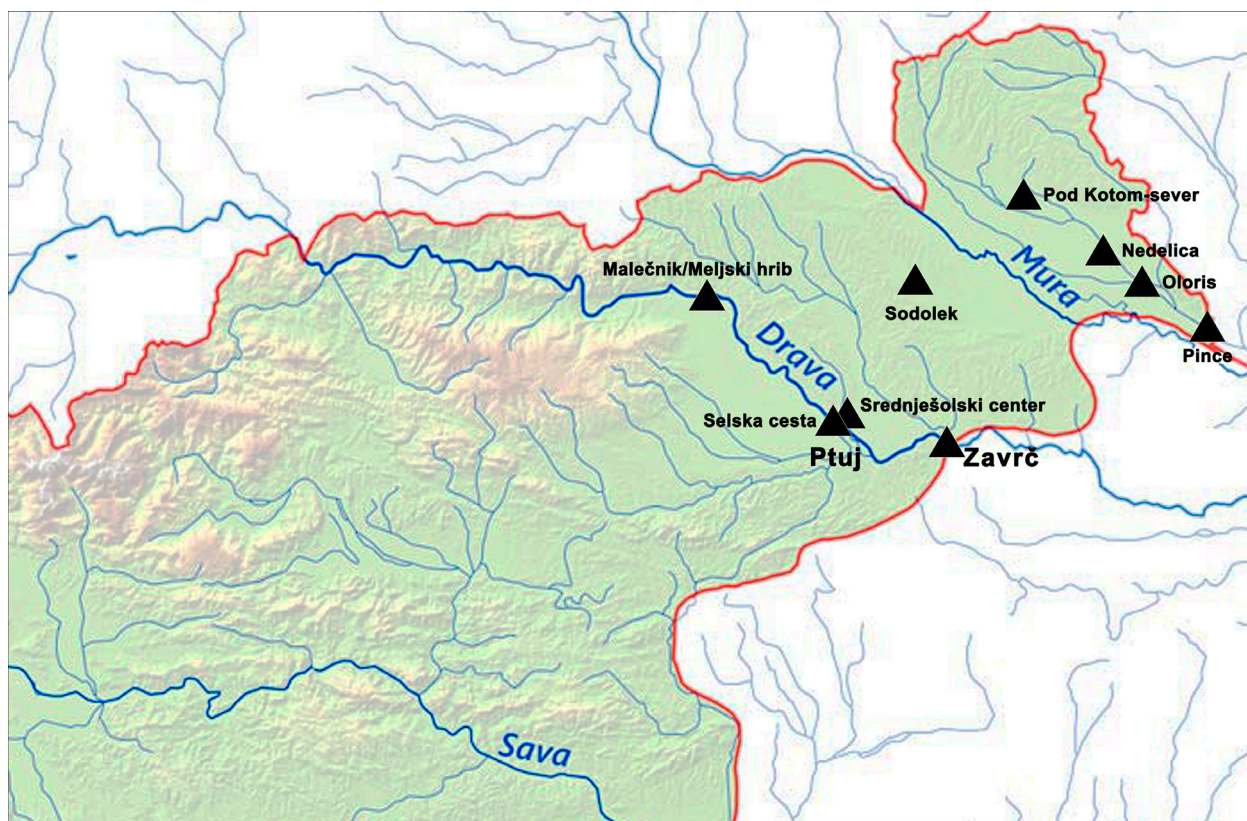 Pod Kotom-sever
Nedelica
Mura
Malečnik/Meljski hrib
Oloris
Sodolek
Drava
Pince
Srednješolski center
Selska cesta
Ptuj
Zavrč
Sava